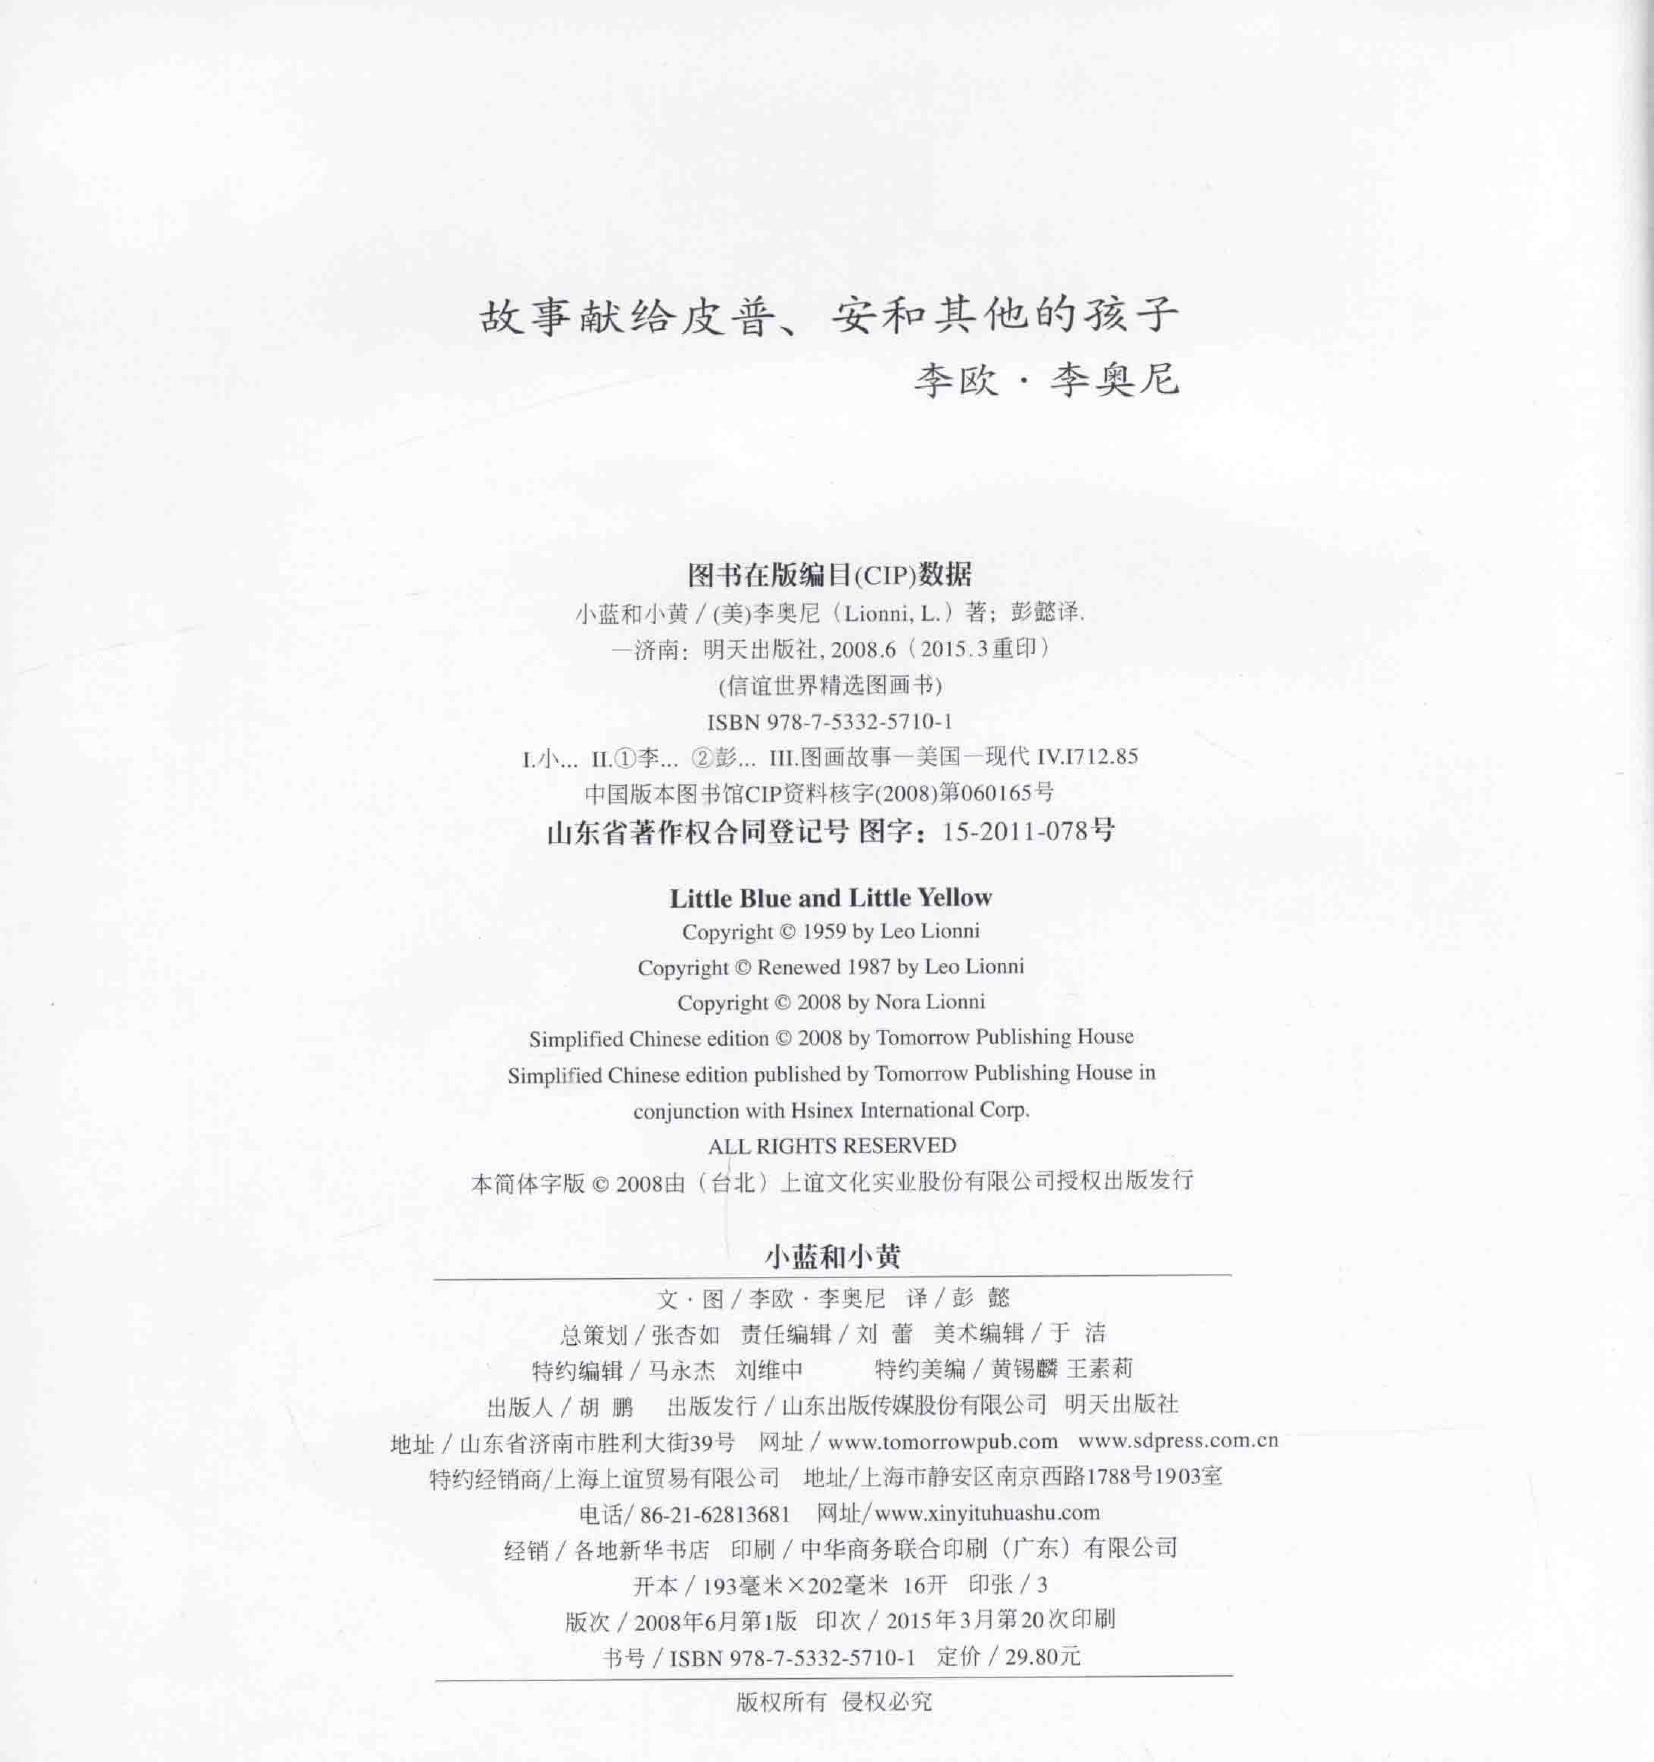 故事献给皮普、安和其他的孩子
李欧·李奥尼
图书在版编目(CIP)数据
小蓝和小黄 / (美)李奥尼（Lionni, L.）著；彭懿译.
—济南：明天出版社, 2008.6（2015.3重印）
(信谊世界精选图画书)
ISBN 978-7-5332-5710-1
I.小... II.①李... ②彭... III.图画故事—美国—现代 IV.I712.85
中国版本图书馆CIP资料核字(2008)第060165号
山东省著作权合同登记号 图字：15-2011-078号
Little Blue and Little Yellow
Copyright © 1959 by Leo Lionni
Copyright © Renewed 1987 by Leo Lionni
Copyright © 2008 by Nora Lionni
Simplified Chinese edition © 2008 by Tomorrow Publishing House
Simplified Chinese edition published by Tomorrow Publishing House in
conjunction with Hsinex International Corp.
ALL RIGHTS RESERVED
本简体字版 © 2008由（台北）上谊文化实业股份有限公司授权出版发行
小蓝和小黄
文·图 / 李欧·李奥尼 译 / 彭 懿
总策划 / 张杏如 责任编辑 / 刘 蕾 美术编辑 / 于 洁
特约编辑 / 马永杰 刘维中 特约美编 / 黄锡麟 王素莉
出版人 / 胡 鹏 出版发行 / 山东出版传媒股份有限公司 明天出版社
地址 / 山东省济南市胜利大街39号 网址 / www.tomorrowpub.com www.sdpress.com.cn
特约经销商/上海上谊贸易有限公司 地址/上海市静安区南京西路1788号1903室
电话/ 86-21-62813681 网址/www.xinyituhuashu.com
经销 / 各地新华书店 印刷 / 中华商务联合印刷（广东）有限公司
开本 / 193毫米×202毫米 16开 印张 / 3
版次 / 2008年6月第1版 印次 / 2015年3月第20次印刷
书号 / ISBN 978-7-5332-5710-1 定价 / 29.80元
版权所有 侵权必究